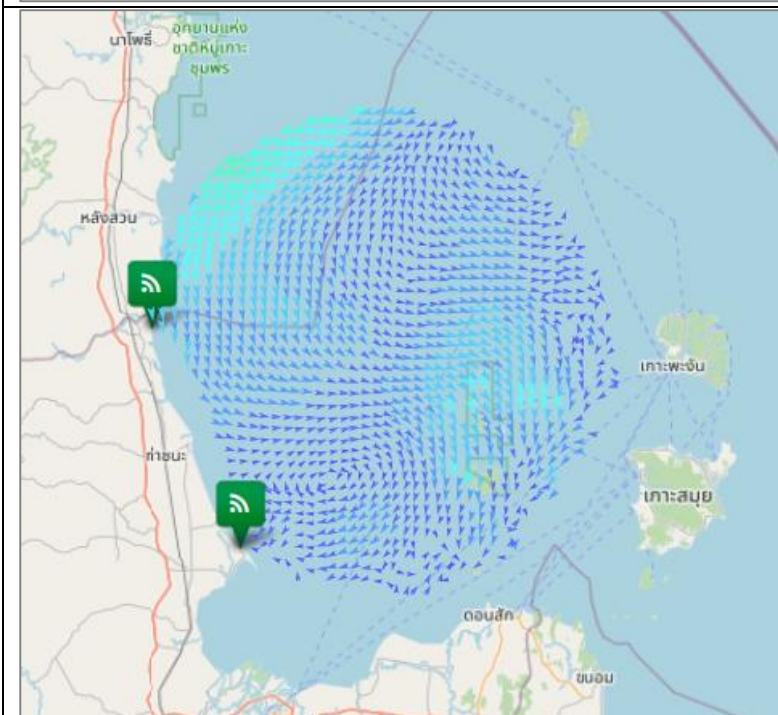 นาโพธิ์
อุทยานแห่ง
ชาติหมู่เกาะ
ชุมพร
หลังสวน
เกาะพะงัน
ท่าชนะ
เกาะสมุย
ดอนสัก
ขนอม